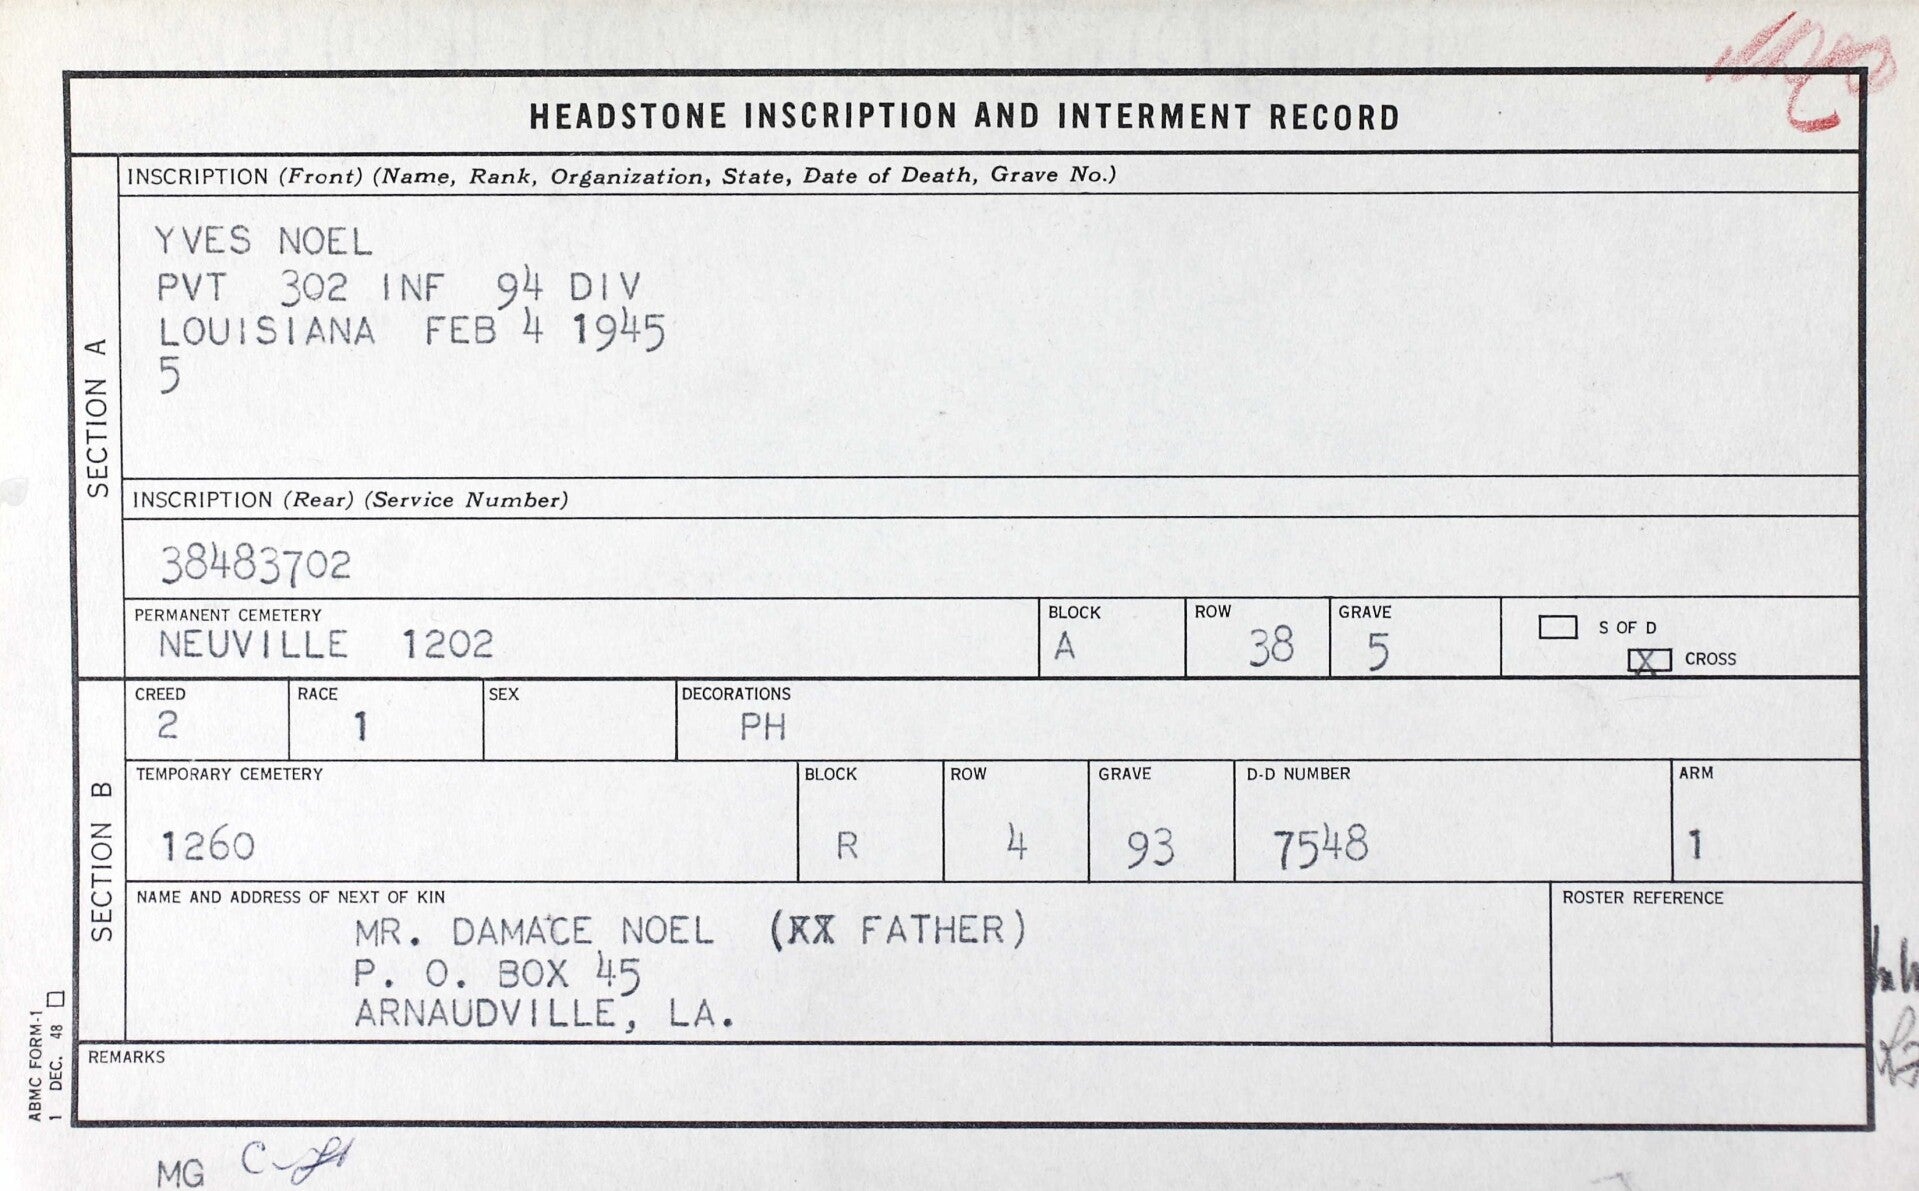 HEADSTONE INSCRIPTION AND INTERMENT RECORD
SECTION A
INSCRIPTION (Front) (Name, Rank, Organization, State, Date of Death, Grave No.)
YVES NOEL
PVT 302 INF 94 DIV
LOUISIANA FEB 4 1945
5
INSCRIPTION (Rear) (Service Number)
38483702
PERMANENT CEMETERY BLOCK ROW GRAVE
NEUVILLE 1202 A 38 5
S OF D
X CROSS
SECTION B
CREED RACE SEX DECORATIONS
2 1 PH
TEMPORARY CEMETERY BLOCK ROW GRAVE D-D NUMBER ARM
1260 R 4 93 7548 1
NAME AND ADDRESS OF NEXT OF KIN ROSTER REFERENCE
MR. DAMACE NOEL (XX FATHER)
P. O. BOX 45
ARNAUDVILLE, LA.
REMARKS
ABMC FORM-1
1 DEC. 48
MG